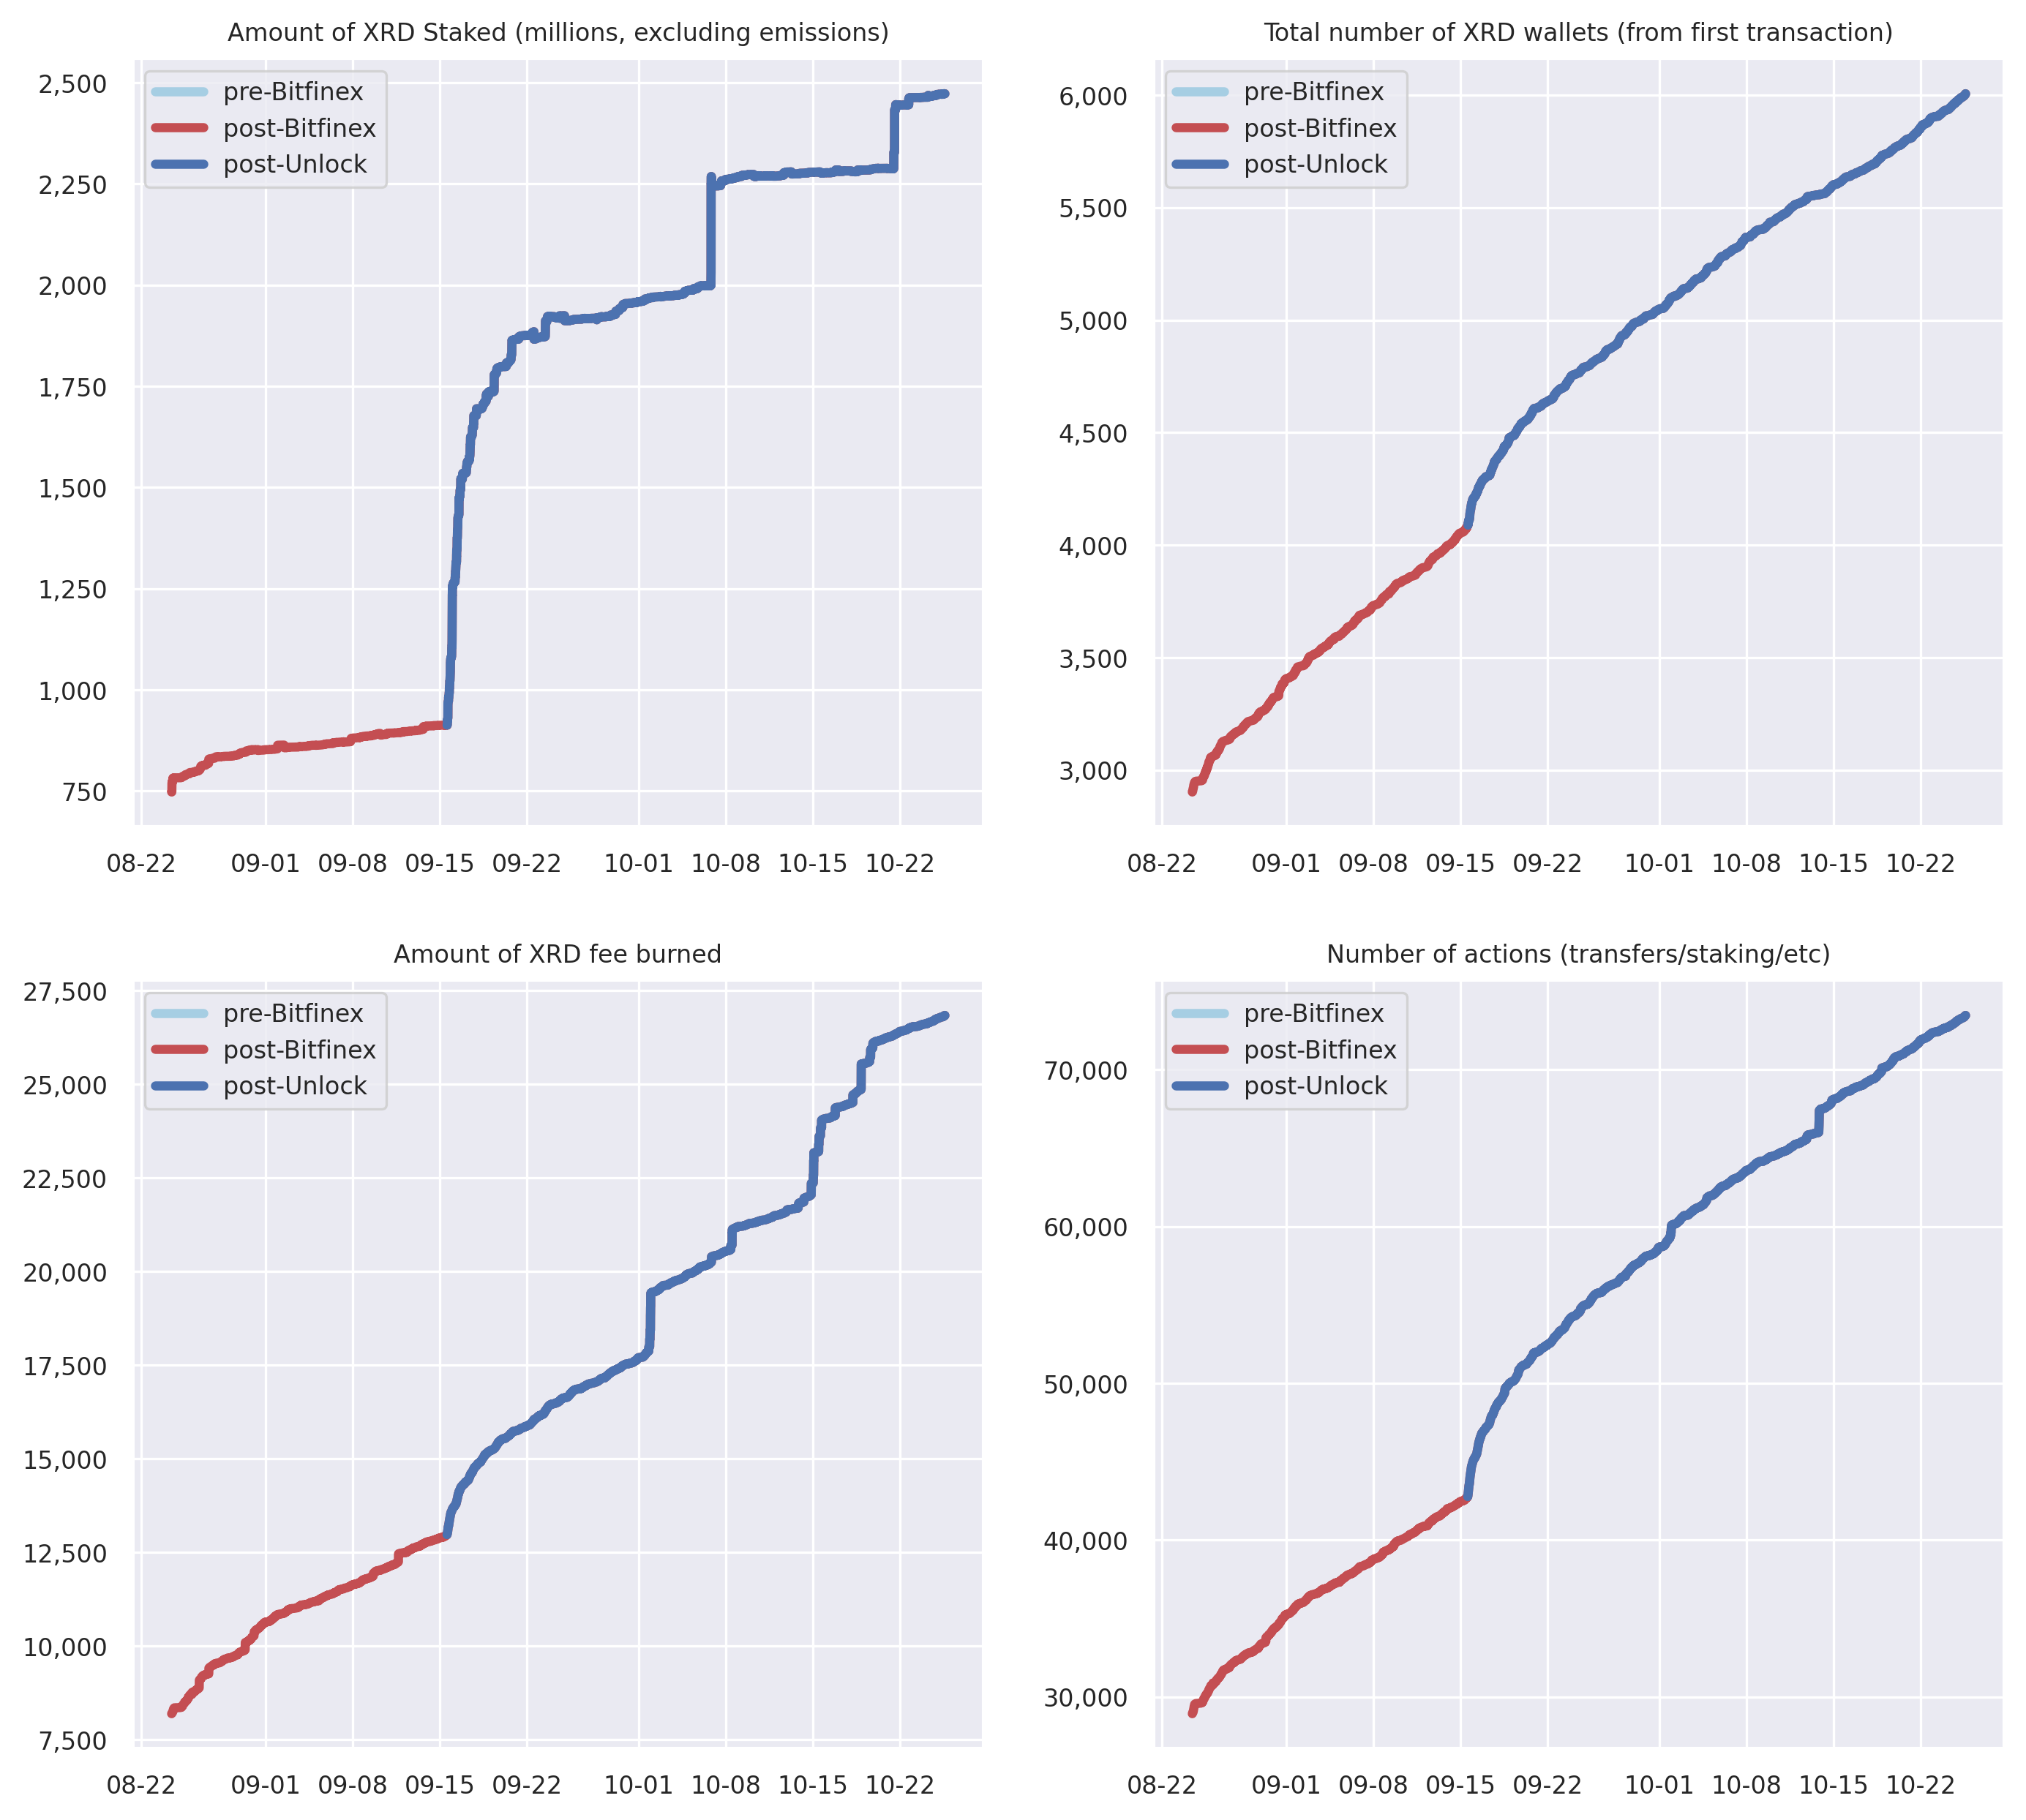 Amount of XRD Staked (millions, excluding emissions)
2,500
2,250
2,000
1,750
1,500
1,250
1,000
750
pre-Bitfinex
post-Bitfinex
post-Unlock
08-22 09-01 09-08 09-15 09-22 10-01 10-08 10-15 10-22
Total number of XRD wallets (from first transaction)
6,000
5,500
5,000
4,500
4,000
3,500
3,000
pre-Bitfinex
post-Bitfinex
post-Unlock
08-22 09-01 09-08 09-15 09-22 10-01 10-08 10-15 10-22
Amount of XRD fee burned
27,500
25,000
22,500
20,000
17,500
15,000
12,500
10,000
7,500
pre-Bitfinex
post-Bitfinex
post-Unlock
08-22 09-01 09-08 09-15 09-22 10-01 10-08 10-15 10-22
Number of actions (transfers/staking/etc)
70,000
60,000
50,000
40,000
30,000
pre-Bitfinex
post-Bitfinex
post-Unlock
08-22 09-01 09-08 09-15 09-22 10-01 10-08 10-15 10-22